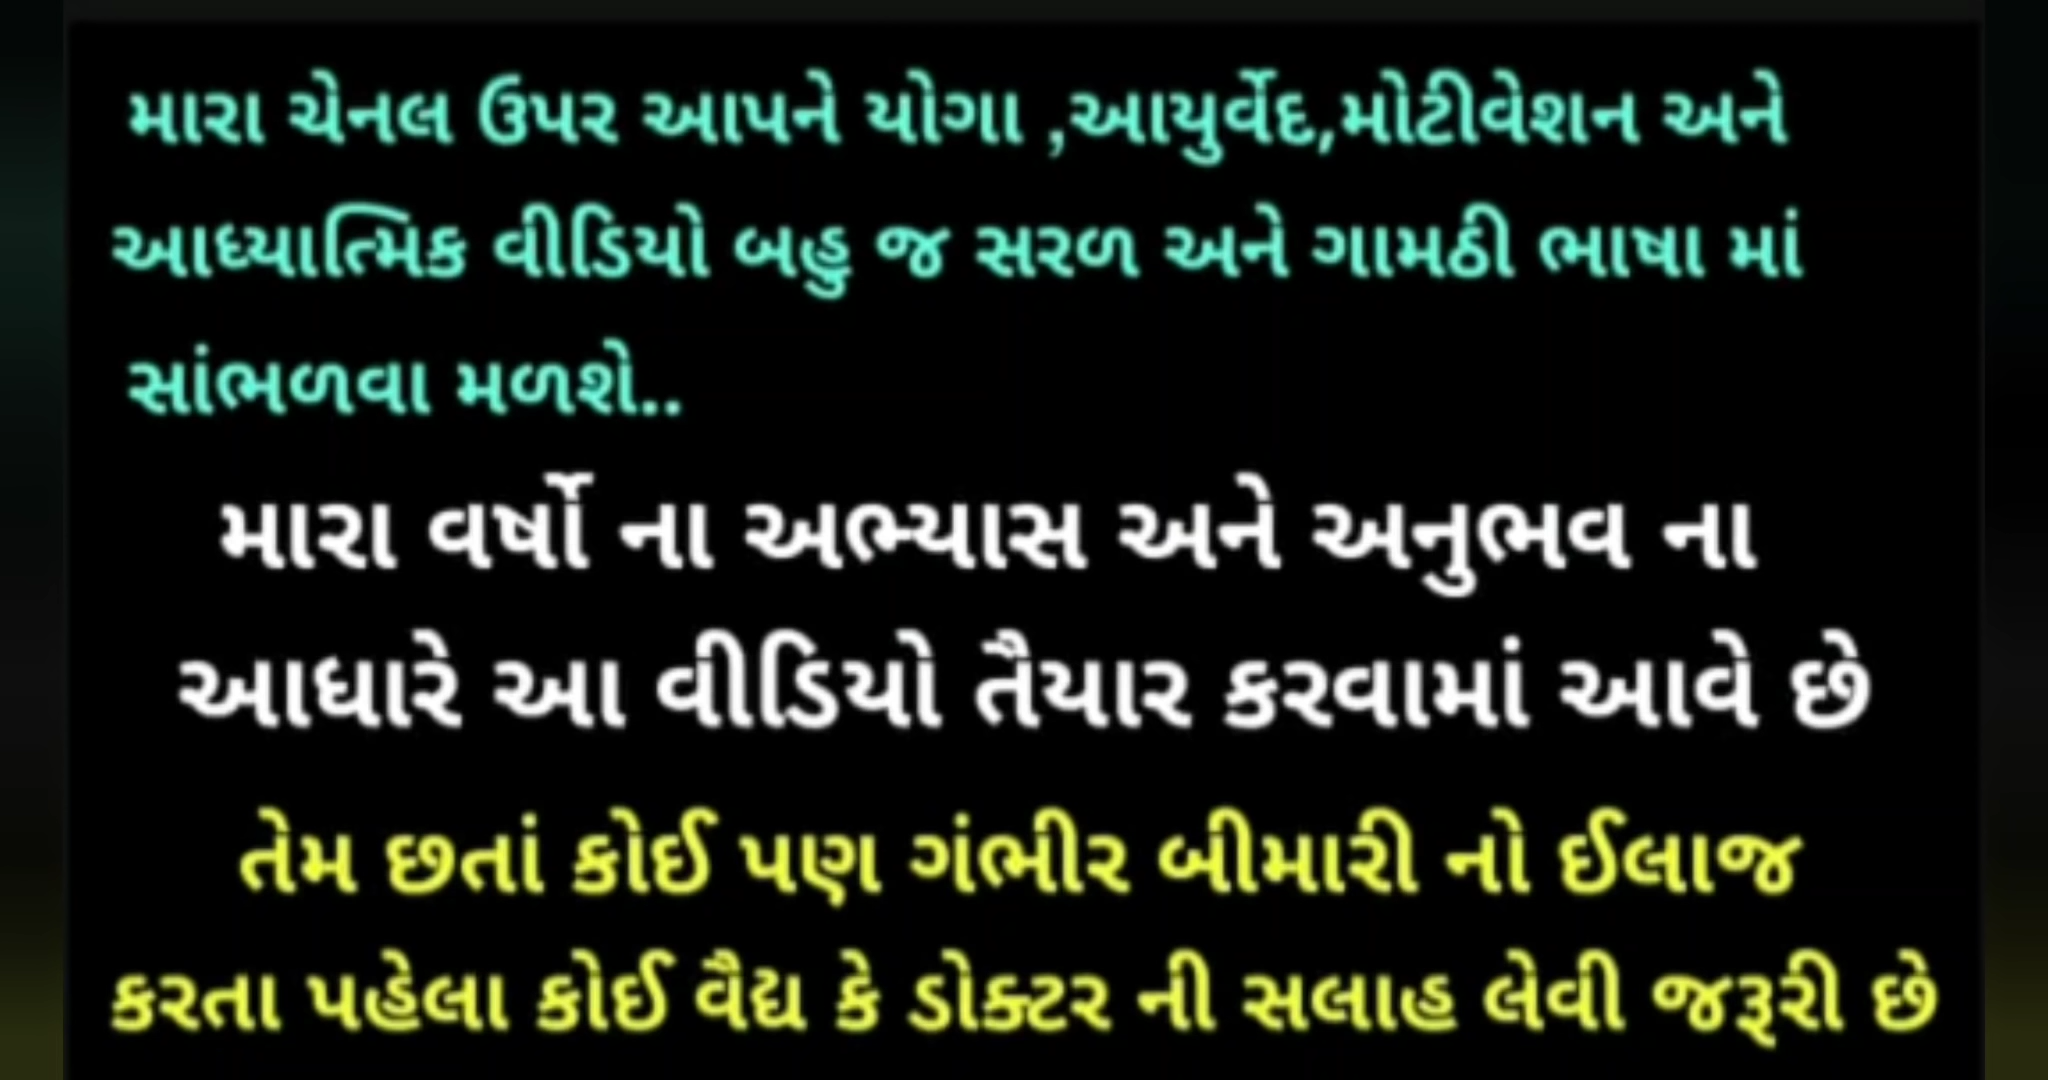 મારા ચેનલ ઉપર આપને યોગા ,આયુર્વેદ,મોટીવેશન અને
આધ્યાત્મિક વીડિયો બહુ જ સરળ અને ગામઠી ભાષા માં
સાંભળવા મળશે..
મારા વર્ષો ના અભ્યાસ અને અનુભવ ના
આધારે આ વીડિયો તૈયાર કરવામાં આવે છે
તેમ છતાં કોઈ પણ ગંભીર બીમારી નો ઈલાજ
કરતા પહેલા કોઈ વૈદ્ય કે ડોક્ટર ની સલાહ લેવી જરૂરી છે